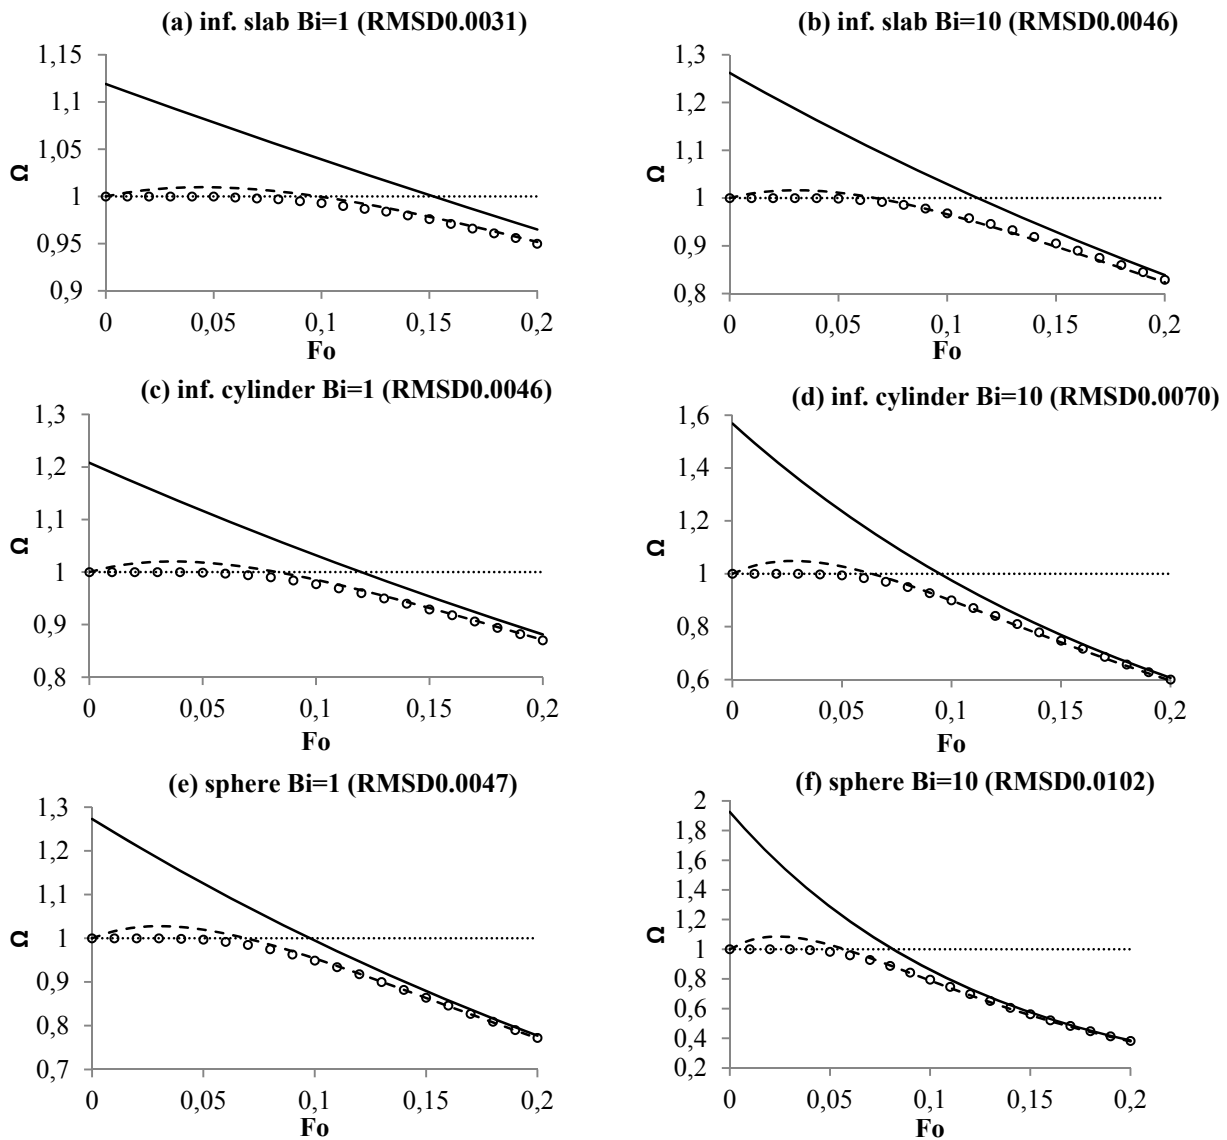 (a) inf. slab Bi=1 (RMSD0.0031)
1,15
1,1
1,05
1
0,95
0,9
Ω
0 0,05 0,1 0,15 0,2
Fo
(b) inf. slab Bi=10 (RMSD0.0046)
1,3
1,2
1,1
1
0,9
0,8
Ω
0 0,05 0,1 0,15 0,2
Fo
(c) inf. cylinder Bi=1 (RMSD0.0046)
1,3
1,2
1,1
1
0,9
0,8
Ω
0 0,05 0,1 0,15 0,2
Fo
(d) inf. cylinder Bi=10 (RMSD0.0070)
1,6
1,4
1,2
1
0,8
0,6
Ω
0 0,05 0,1 0,15 0,2
Fo
(e) sphere Bi=1 (RMSD0.0047)
1,3
1,2
1,1
1
0,9
0,8
0,7
Ω
0 0,05 0,1 0,15 0,2
Fo
(f) sphere Bi=10 (RMSD0.0102)
2
1,8
1,6
1,4
1,2
1
0,8
0,6
0,4
0,2
Ω
0 0,05 0,1 0,15 0,2
Fo